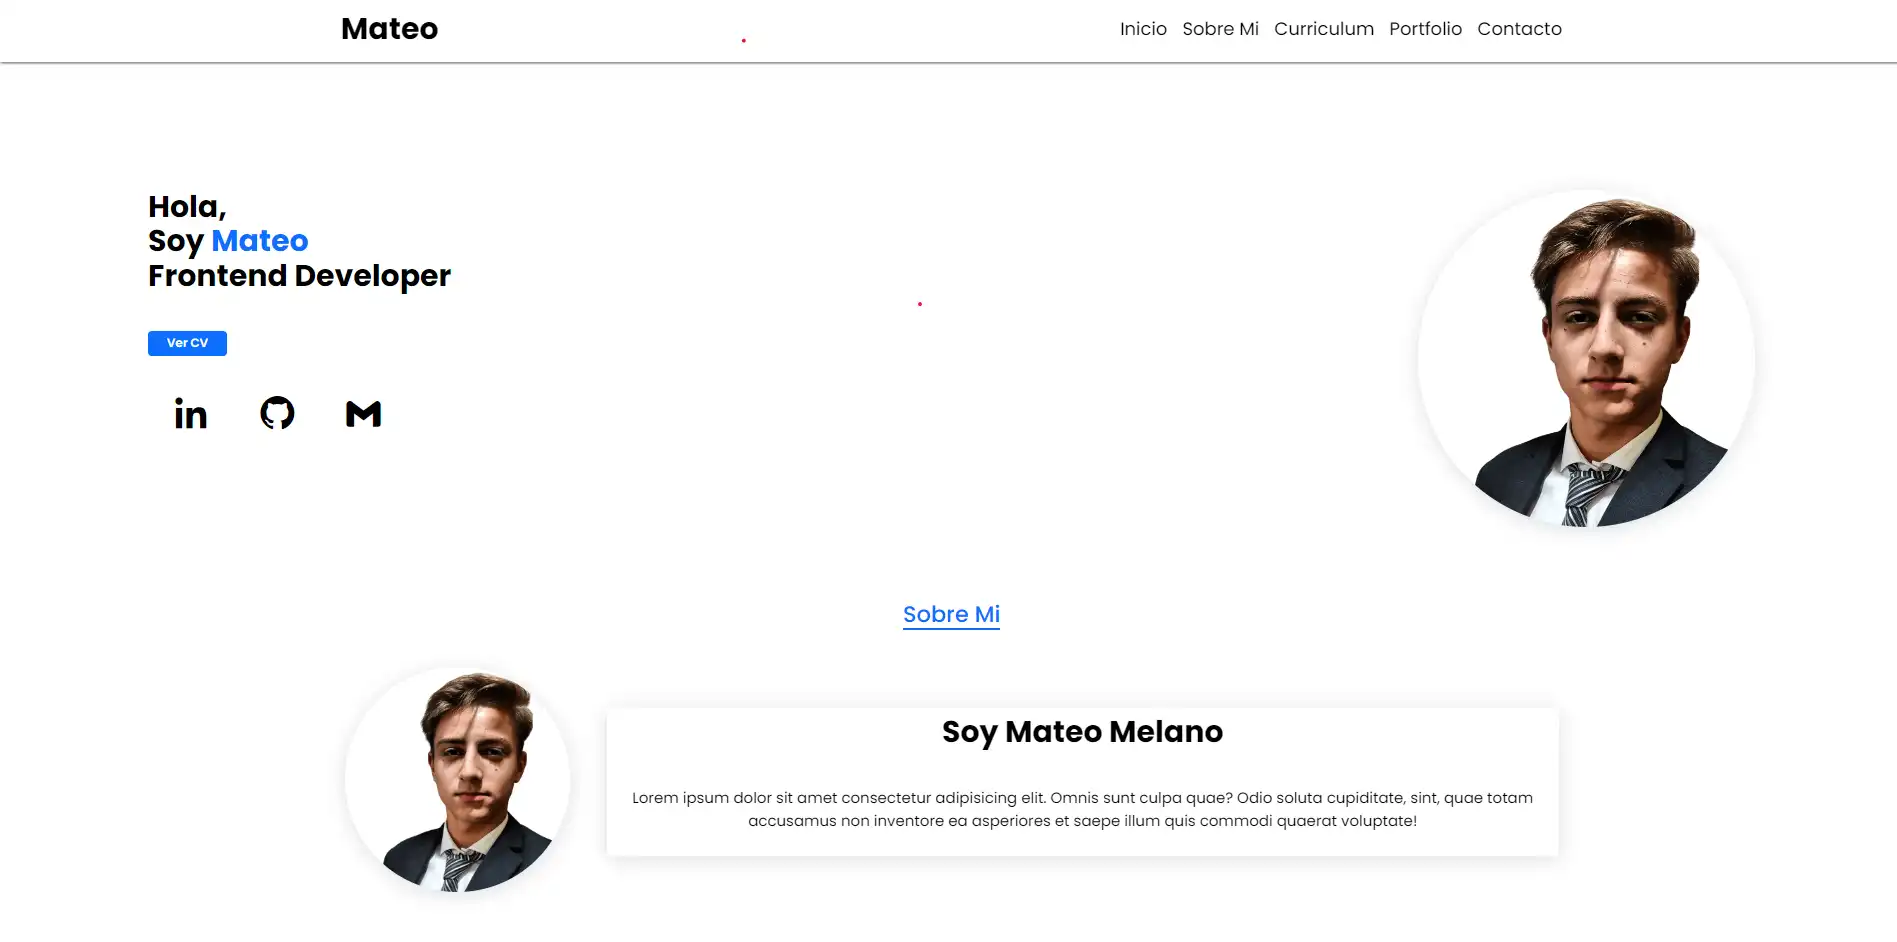 Mateo
Inicio Sobre Mi Curriculum Portfolio Contacto
Hola,
Soy Mateo
Frontend Developer
Ver CV
in
Sobre Mi
Soy Mateo Melano
Lorem ipsum dolor sit amet consectetur adipisicing elit. Omnis sunt culpa quae? Odio soluta cupiditate, sint, quae totam
accusamus non inventore ea asperiores et saepe illum quis commodi quaerat voluptate!